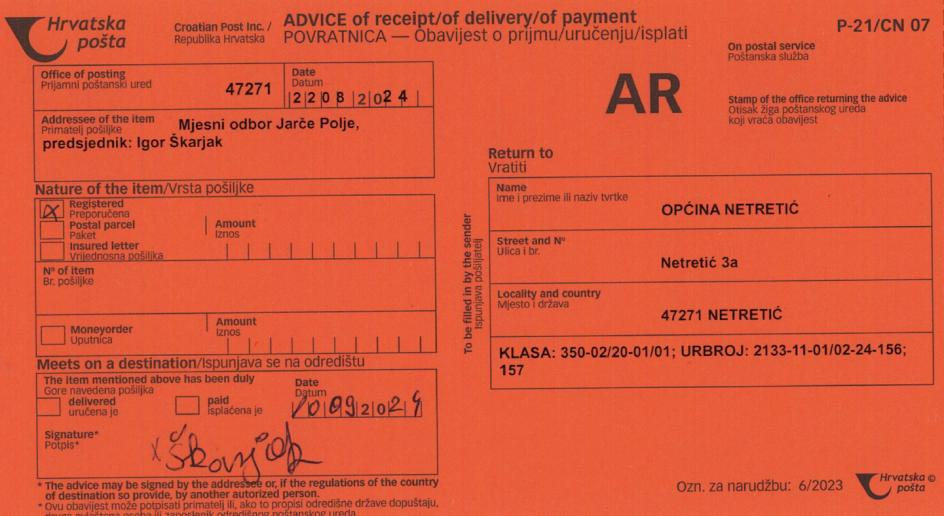 Hrvatska
pošta
Croatian Post Inc. /
Republika Hrvatska
ADVICE of receipt/of delivery/of payment
POVRATNICA — Obavijest o prijmu/uručenju/isplati
P-21/CN 07
On postal service
Poštanska služba
AR
Stamp of the office returning the advice
Otisak žiga poštanskog ureda
koji vraća obavijest
Office of posting
Prijamni poštanski ured
47271
Date
Datum
22 08 2024
Addressee of the item
Primatelj pošiljke
Mjesni odbor Jarče Polje,
predsjednik: Igor Škarjak
Nature of the item/Vrsta pošiljke
Registered
Preporučena
Postal parcel
Paket
Insured letter
Vrijednosna pošiljka
Amount
Iznos
Nº of item
Br. pošiljke
Moneyorder
Uputnica
Amount
Iznos
Meets on a destination/Ispunjava se na odredištu
The item mentioned above has been duly
Gore navedena pošiljka
delivered
uručena je
paid
isplaćena je
Date
Datum
10 09 2024
Signature*
Potpis*
x Škarjak
* The advice may be signed by the addressee or, if the regulations of the country
of destination so provide, by another autorized person.
* Ovu obavijest može potpisati primatelj ili, ako to propisi odredišne države dopuštaju,
druga ovlaštena osoba ili zaposlenik odredišnog poštanskog ureda.
To be filled in by the sender
Ispunjava pošiljatelj
Return to
Vratiti
Name
Ime i prezime ili naziv tvrtke
OPĆINA NETRETIĆ
Street and Nº
Ulica i br.
Netretić 3a
Locality and country
Mjesto i država
47271 NETRETIĆ
KLASA: 350-02/20-01/01; URBROJ: 2133-11-01/02-24-156;
157
Ozn. za narudžbu: 6/2023
Hrvatska ©
pošta